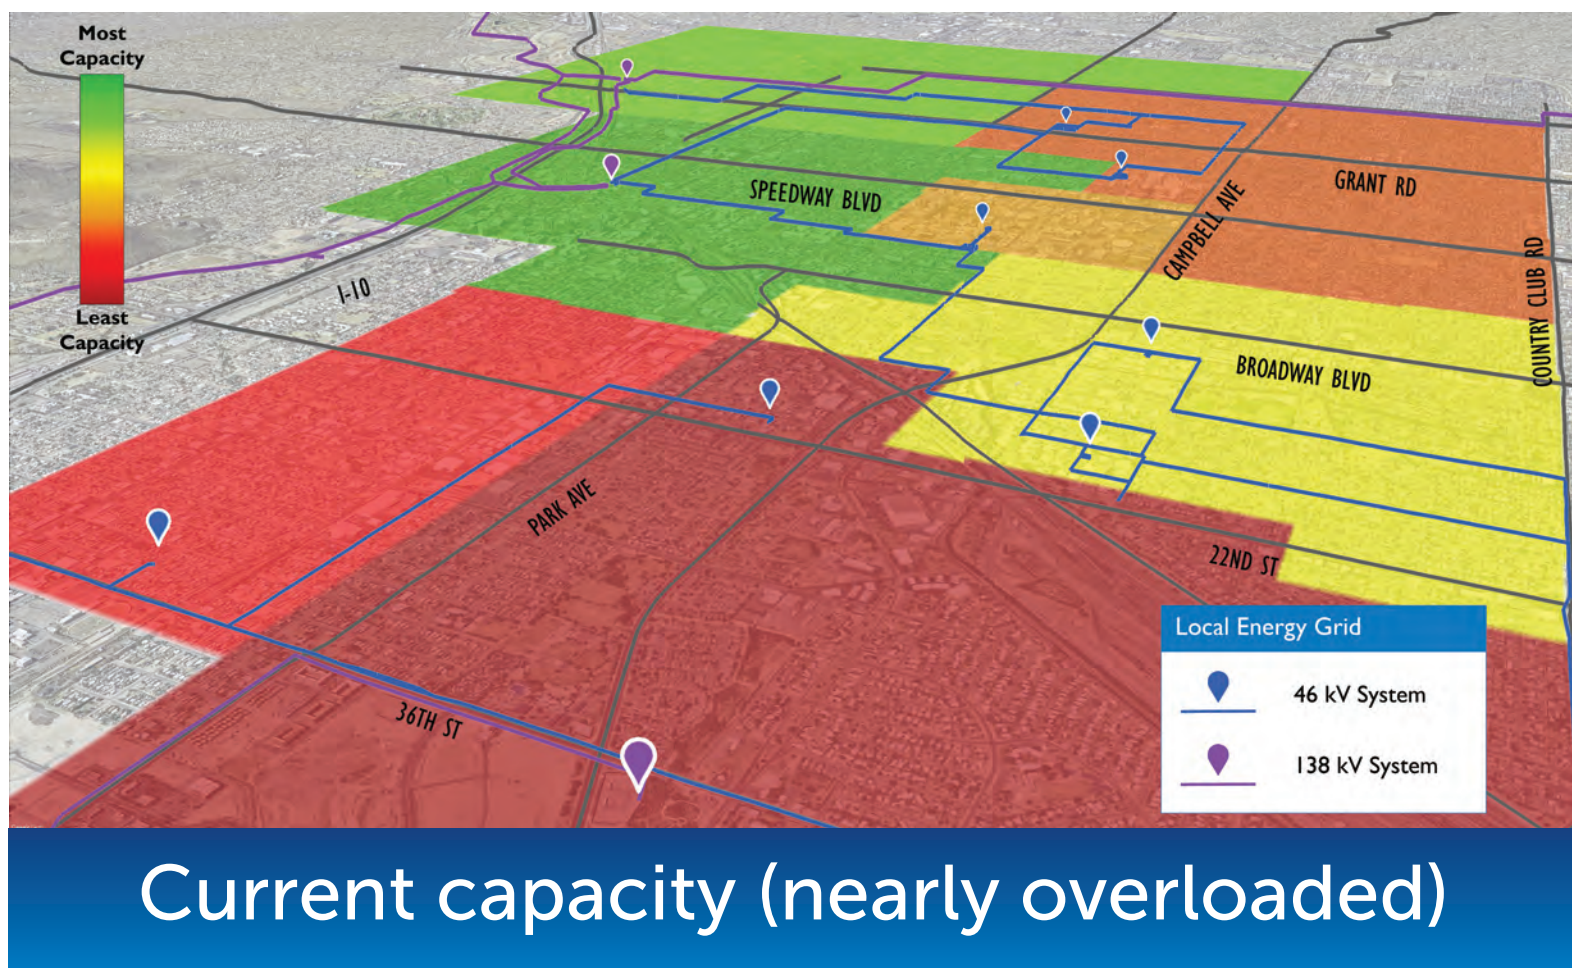 Most
Capacity
Least
Capacity
SPEEDWAY BLVD
GRANT RD
CAMPBELL AVE
COUNTRY CLUB RD
I-10
BROADWAY BLVD
PARK AVE
22ND ST
36TH ST
Local Energy Grid
46 kV System
138 kV System
Current capacity (nearly overloaded)